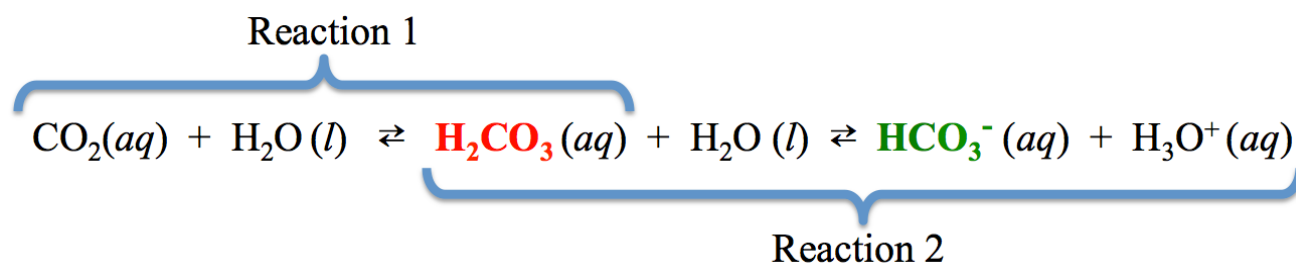 Reaction 1
CO₂(aq) + H₂O (l) ⇄ H₂CO₃ (aq) + H₂O (l) ⇄ HCO₃⁻ (aq) + H₃O⁺ (aq)
Reaction 2